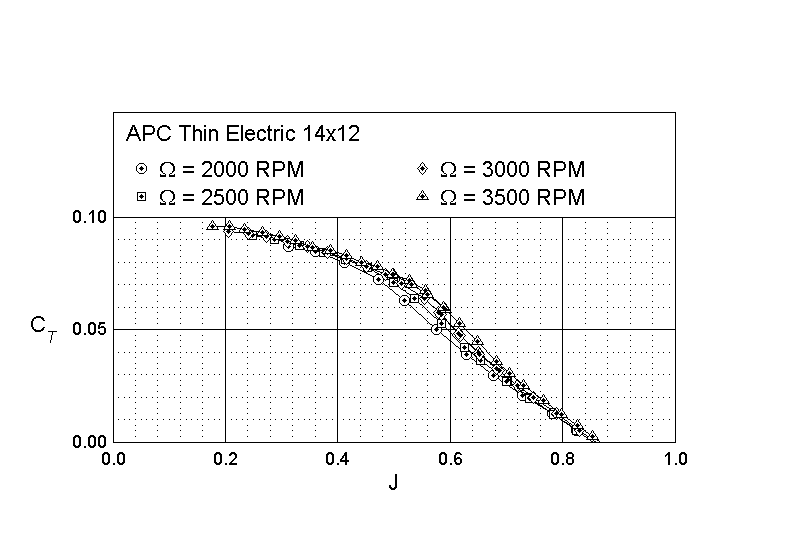 APC Thin Electric 14x12
Ω = 2000 RPM
Ω = 3000 RPM
Ω = 2500 RPM
Ω = 3500 RPM
0.10
C_T
0.05
0.00
0.0 0.2 0.4 0.6 0.8 1.0
J